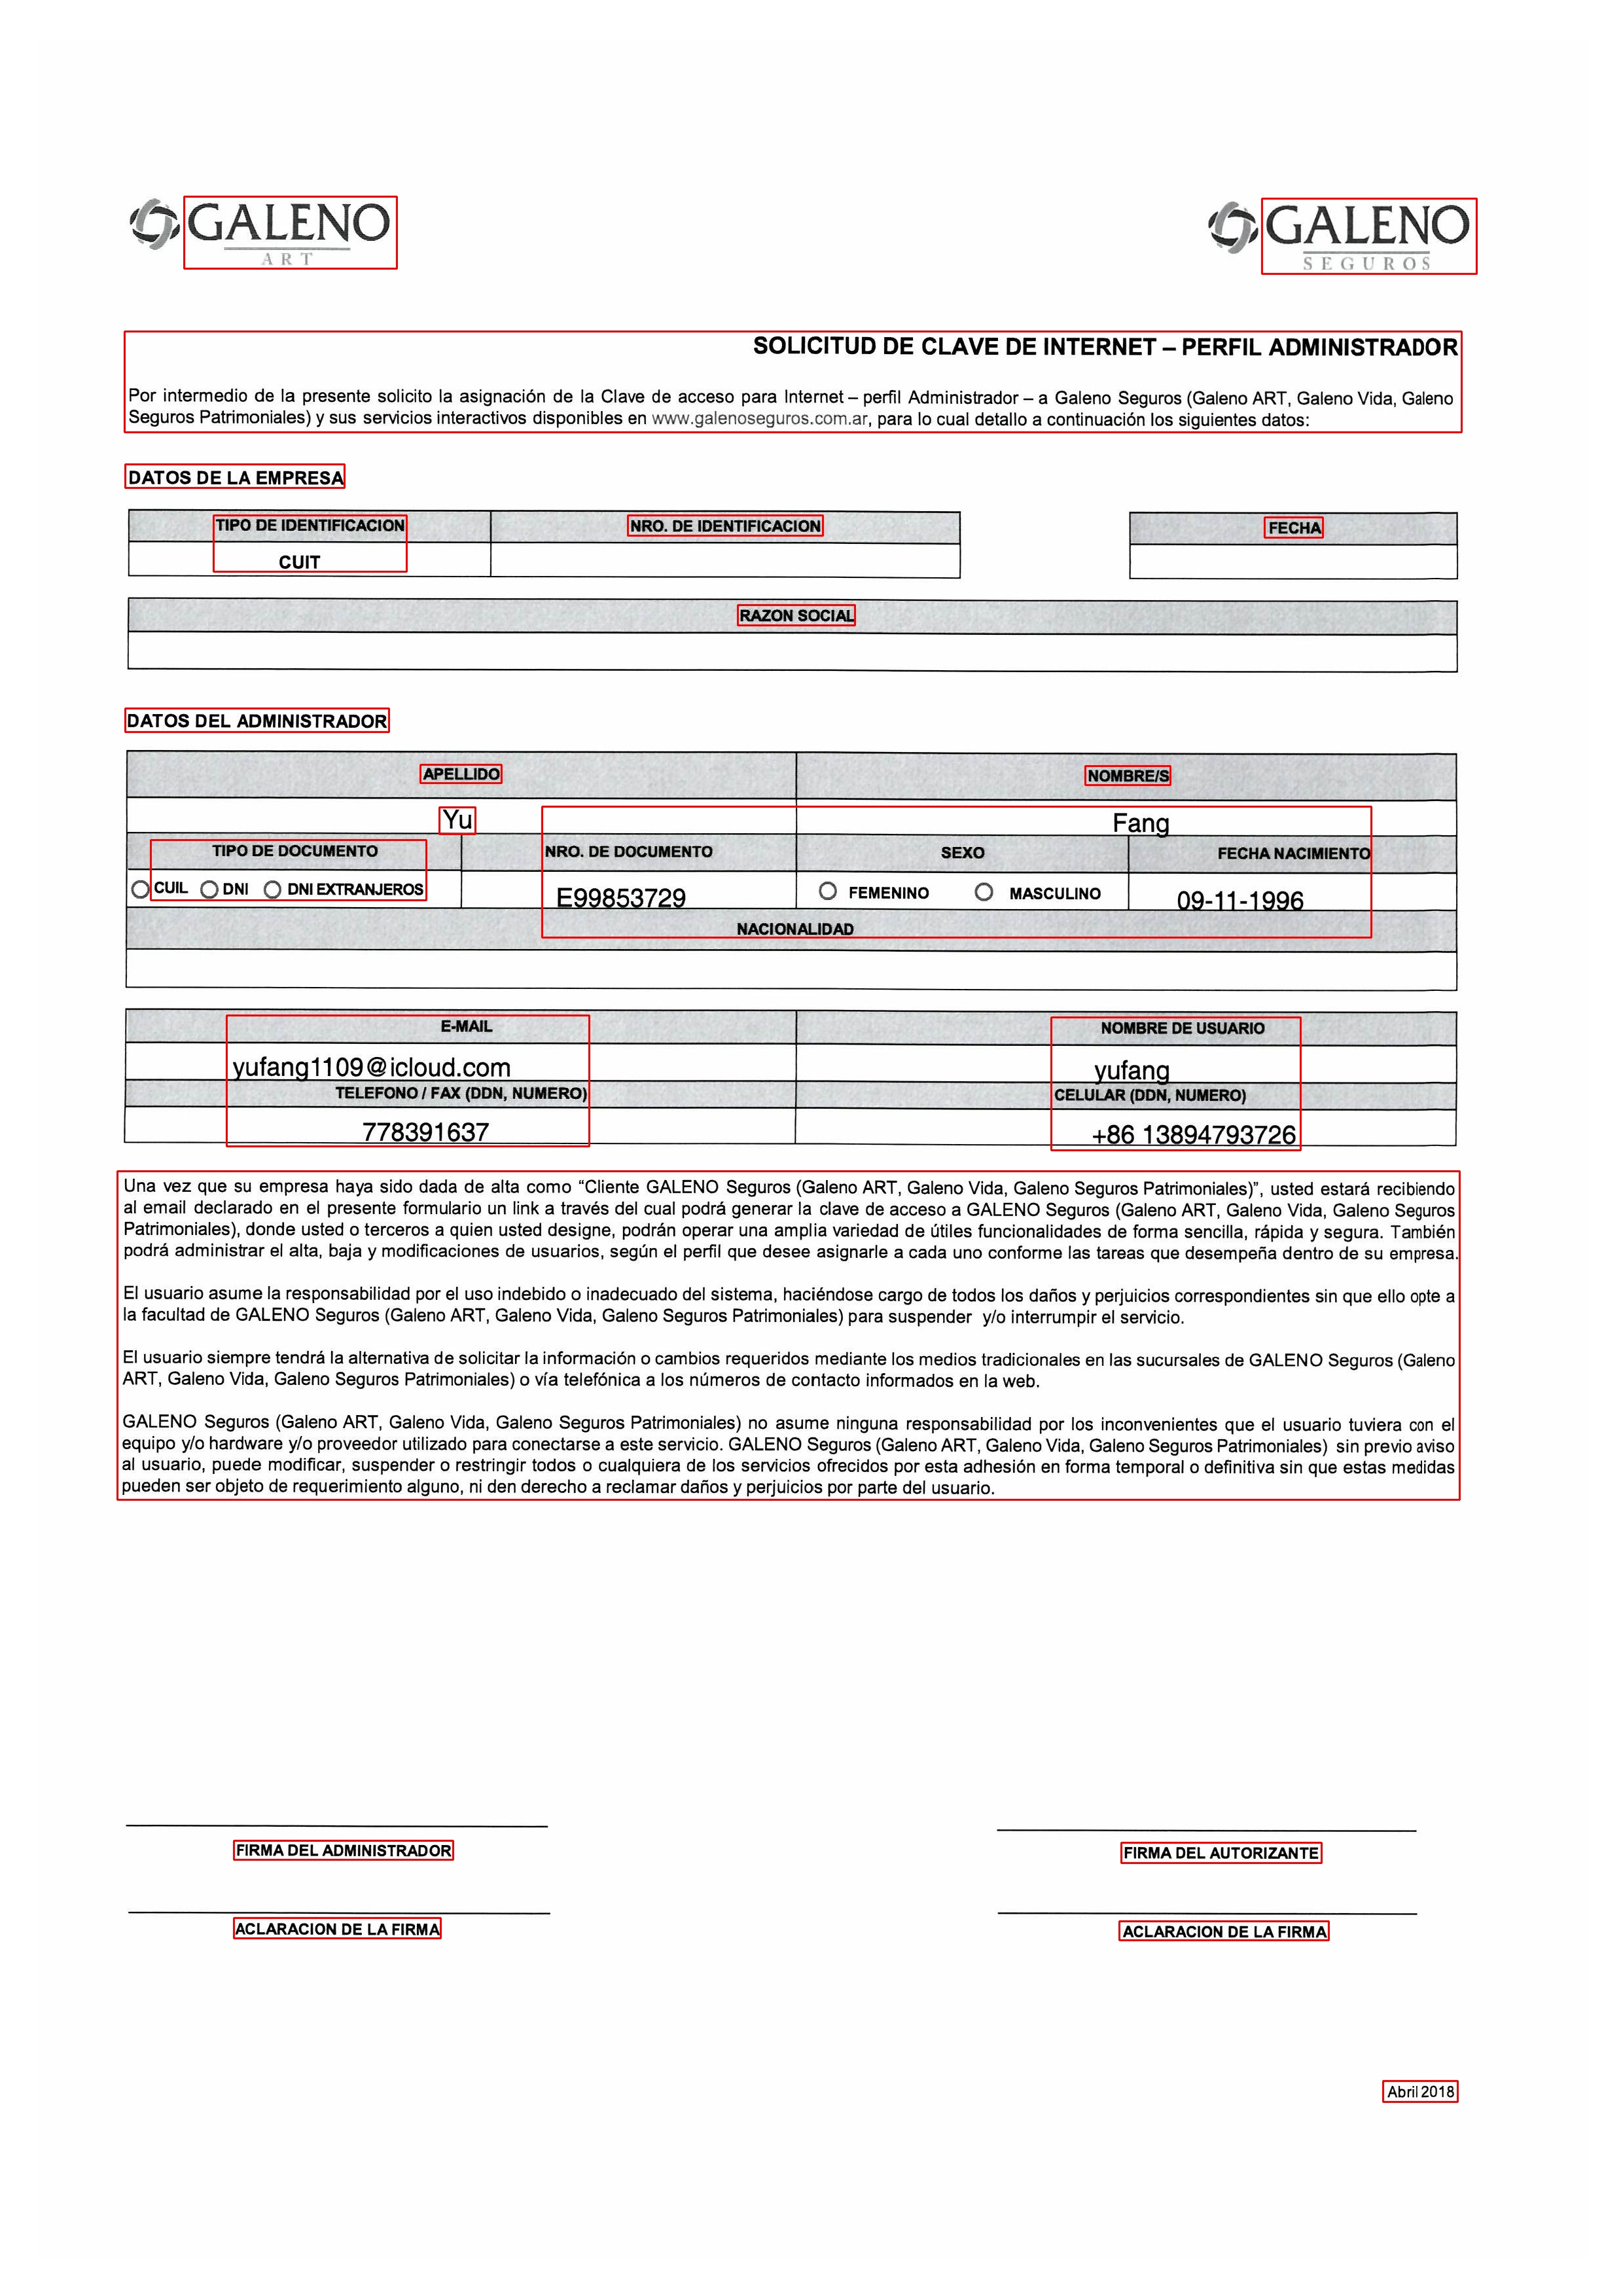 GALENO
ART
GALENO
SEGUROS
SOLICITUD DE CLAVE DE INTERNET – PERFIL ADMINISTRADOR
Por intermedio de la presente solicito la asignación de la Clave de acceso para Internet – perfil Administrador – a Galeno Seguros (Galeno ART, Galeno Vida, Galeno
Seguros Patrimoniales) y sus servicios interactivos disponibles en www.galenoseguros.com.ar, para lo cual detallo a continuación los siguientes datos:
DATOS DE LA EMPRESA
TIPO DE IDENTIFICACION NRO. DE IDENTIFICACION FECHA
CUIT
RAZON SOCIAL
DATOS DEL ADMINISTRADOR
APELLIDO NOMBRE/S
Yu Fang
TIPO DE DOCUMENTO NRO. DE DOCUMENTO SEXO FECHA NACIMIENTO
CUIL DNI DNI EXTRANJEROS E99853729 FEMENINO MASCULINO 09-11-1996
NACIONALIDAD
E-MAIL NOMBRE DE USUARIO
yufang1109@icloud.com yufang
TELEFONO / FAX (DDN, NUMERO) CELULAR (DDN, NUMERO)
778391637 +86 13894793726
Una vez que su empresa haya sido dada de alta como “Cliente GALENO Seguros (Galeno ART, Galeno Vida, Galeno Seguros Patrimoniales)”, usted estará recibiendo
al email declarado en el presente formulario un link a través del cual podrá generar la clave de acceso a GALENO Seguros (Galeno ART, Galeno Vida, Galeno Seguros
Patrimoniales), donde usted o terceros a quien usted designe, podrán operar una amplia variedad de útiles funcionalidades de forma sencilla, rápida y segura. También
podrá administrar el alta, baja y modificaciones de usuarios, según el perfil que desee asignarle a cada uno conforme las tareas que desempeña dentro de su empresa.
El usuario asume la responsabilidad por el uso indebido o inadecuado del sistema, haciéndose cargo de todos los daños y perjuicios correspondientes sin que ello opte a
la facultad de GALENO Seguros (Galeno ART, Galeno Vida, Galeno Seguros Patrimoniales) para suspender y/o interrumpir el servicio.
El usuario siempre tendrá la alternativa de solicitar la información o cambios requeridos mediante los medios tradicionales en las sucursales de GALENO Seguros (Galeno
ART, Galeno Vida, Galeno Seguros Patrimoniales) o vía telefónica a los números de contacto informados en la web.
GALENO Seguros (Galeno ART, Galeno Vida, Galeno Seguros Patrimoniales) no asume ninguna responsabilidad por los inconvenientes que el usuario tuviera con el
equipo y/o hardware y/o proveedor utilizado para conectarse a este servicio. GALENO Seguros (Galeno ART, Galeno Vida, Galeno Seguros Patrimoniales) sin previo aviso
al usuario, puede modificar, suspender o restringir todos o cualquiera de los servicios ofrecidos por esta adhesión en forma temporal o definitiva sin que estas medidas
pueden ser objeto de requerimiento alguno, ni den derecho a reclamar daños y perjuicios por parte del usuario.
FIRMA DEL ADMINISTRADOR FIRMA DEL AUTORIZANTE
ACLARACION DE LA FIRMA ACLARACION DE LA FIRMA
Abril 2018